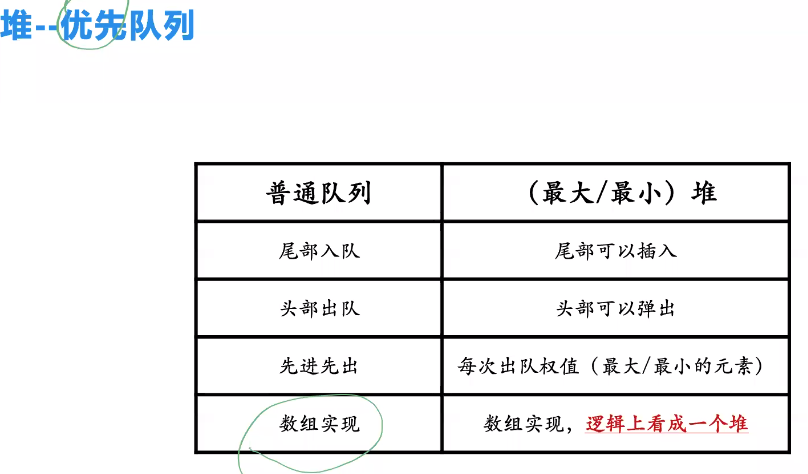 堆--优先队列
普通队列 （最大/最小）堆
尾部入队 尾部可以插入
头部出队 头部可以弹出
先进先出 每次出队权值（最大/最小的元素）
数组实现 数组实现，逻辑上看成一个堆